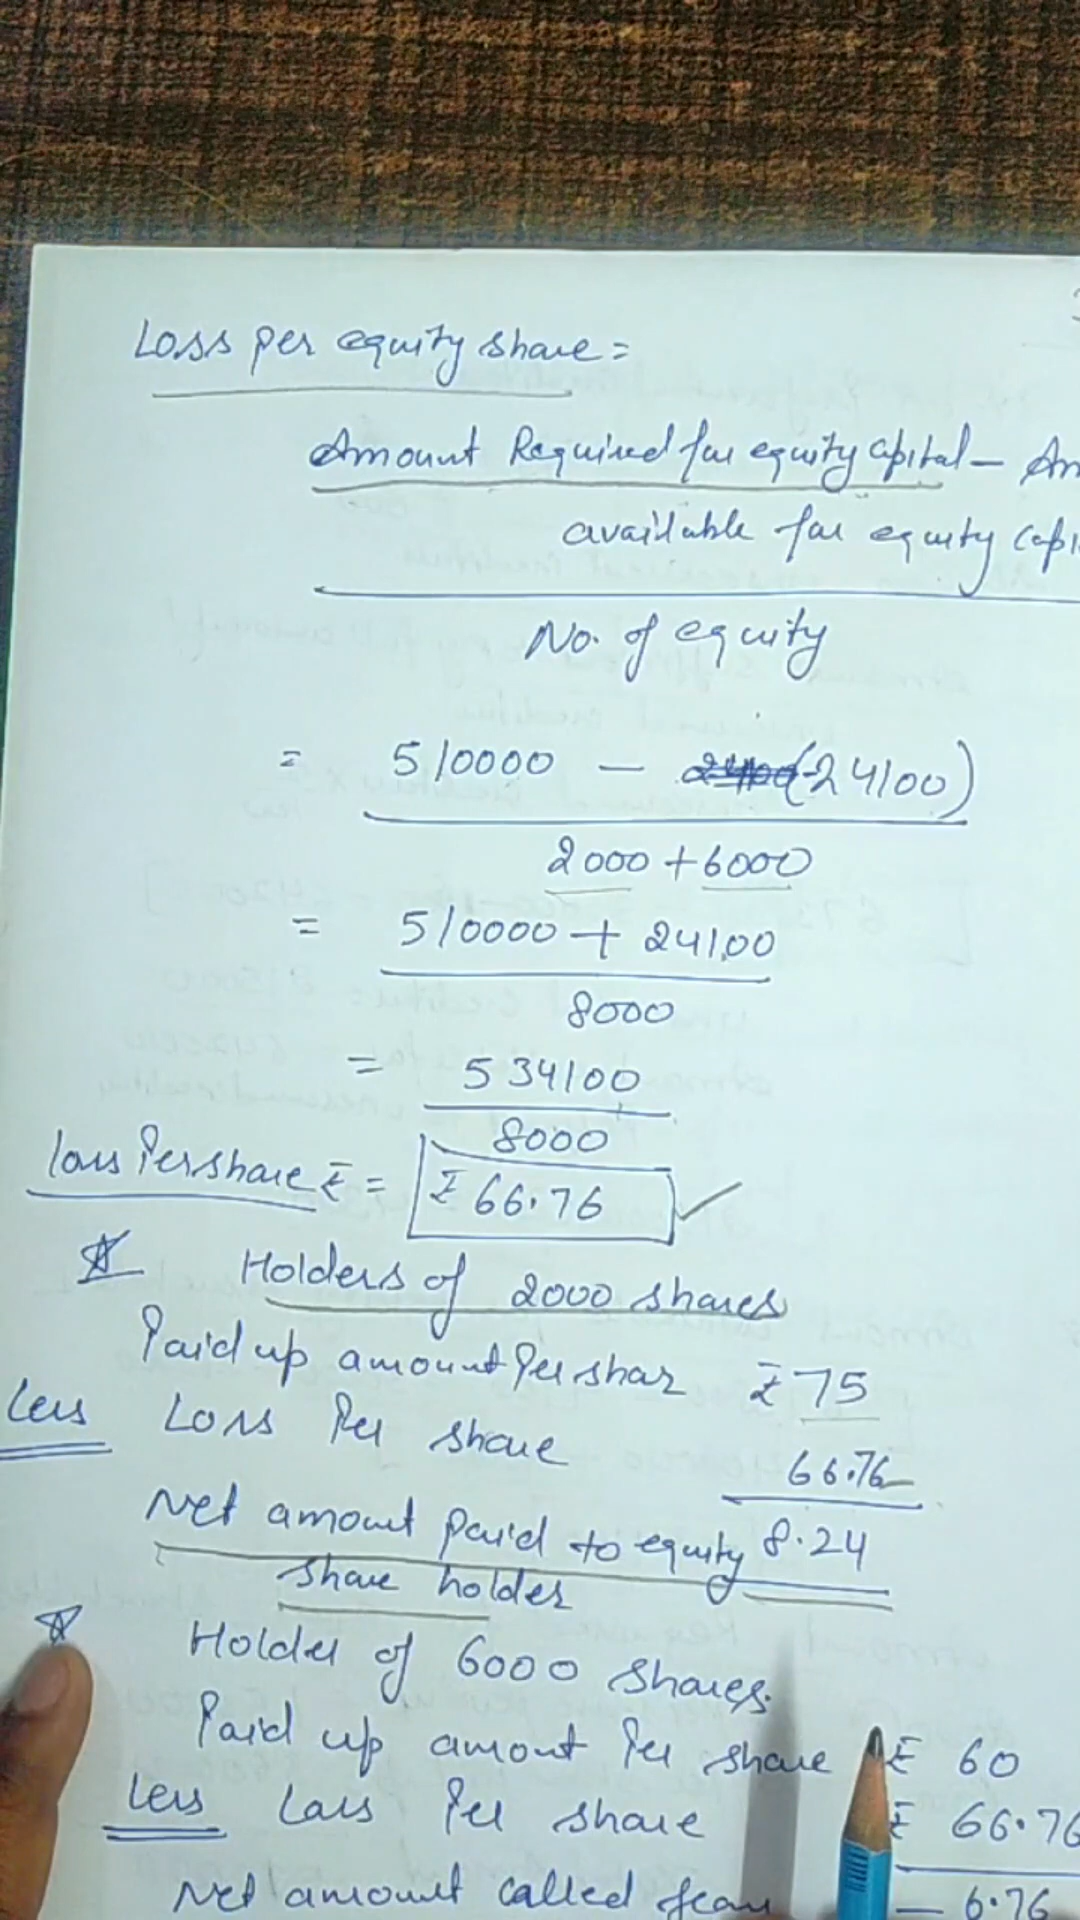 Loss per equity share =
Amount Required for equity capital - Am
available for equity Capi
No. of equity
= 510000 - (-24100)
2000 + 6000
= 510000 + 24100
8000
= 534100
8000
loss Per share ₹ = ₹ 66.76 ✓
☆ Holders of 2000 shares
Paid up amount Per shar ₹ 75
Less Loss Per share 66.76
Net amount paid to equity 8.24
share holder
☆ Holder of 6000 shares.
Paid up amount Per share ₹ 60
Less Loss Per share ₹ 66.76
Net amount called from - 6.76